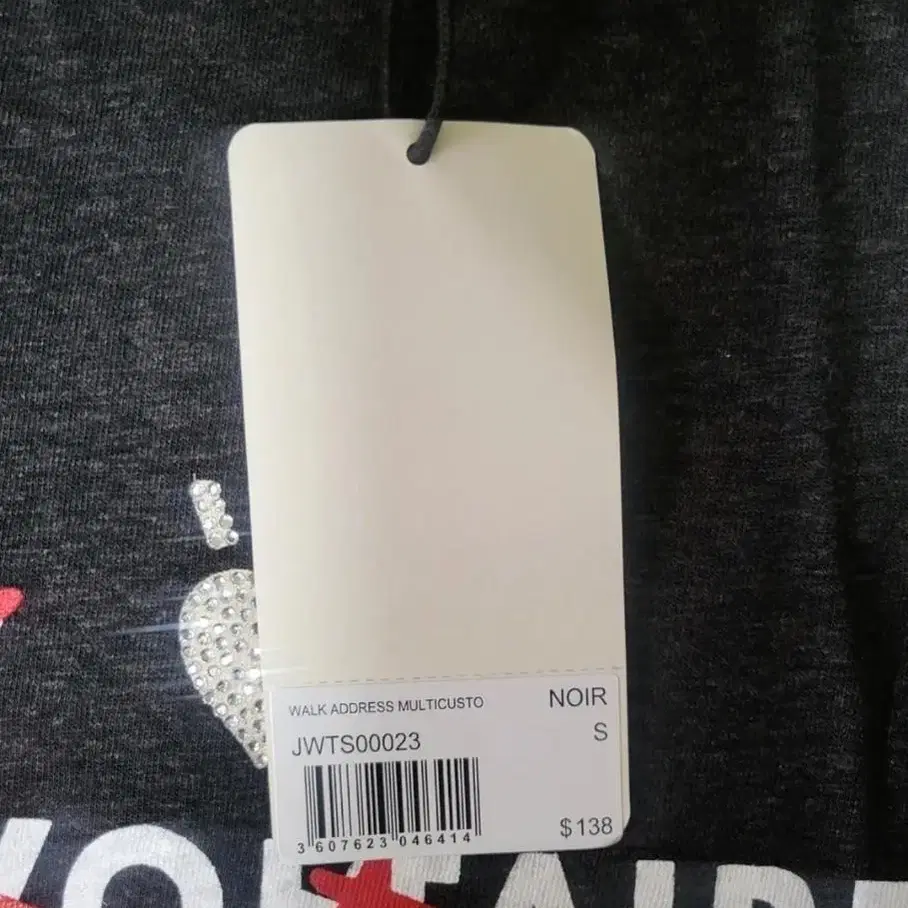 WALK ADDRESS MULTICUSTO NOIR
JWTS00023 S
3 607623 046414 $138